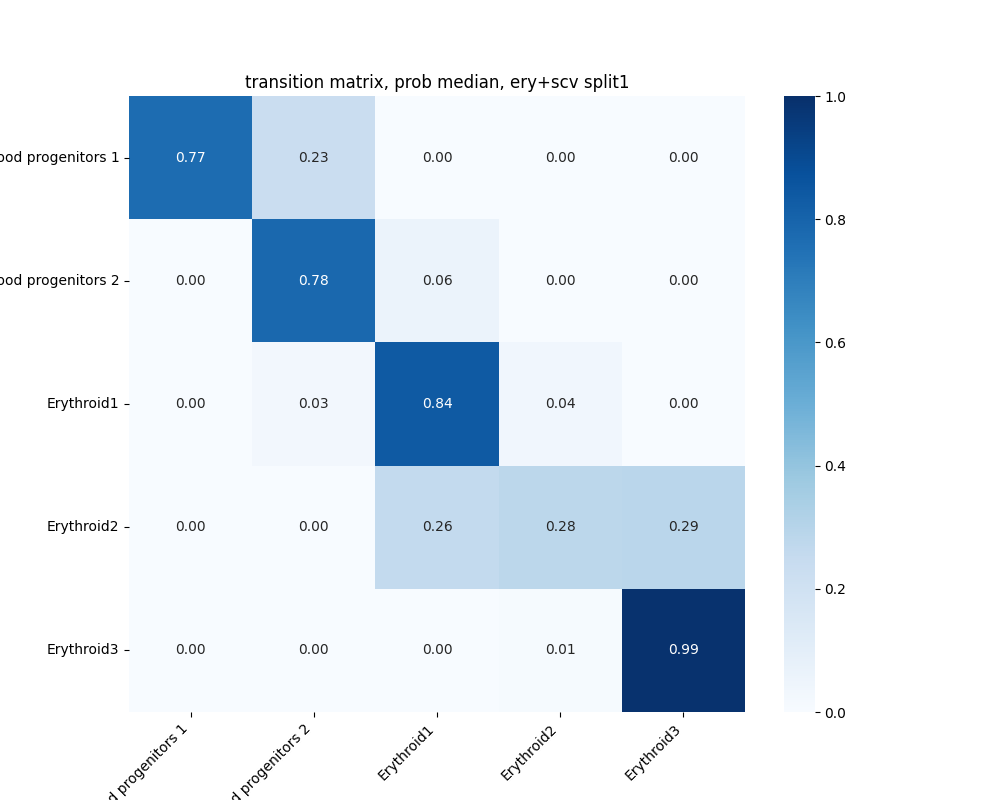 transition matrix, prob median, ery+scv split1
ood progenitors 1 0.77 0.23 0.00 0.00 0.00
ood progenitors 2 0.00 0.78 0.06 0.00 0.00
Erythroid1 0.00 0.03 0.84 0.04 0.00
Erythroid2 0.00 0.00 0.26 0.28 0.29
Erythroid3 0.00 0.00 0.00 0.01 0.99
d progenitors 1
d progenitors 2
Erythroid1
Erythroid2
Erythroid3
1.0
0.8
0.6
0.4
0.2
0.0